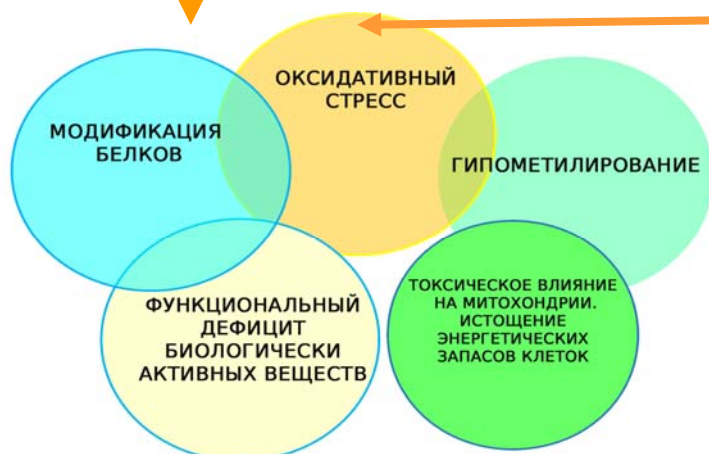 ОКСИДАТИВНЫЙ
СТРЕСС
МОДИФИКАЦИЯ
БЕЛКОВ
ГИПОМЕТИЛИРОВАНИЕ
ФУНКЦИОНАЛЬНЫЙ
ДЕФИЦИТ
БИОЛОГИЧЕСКИ
АКТИВНЫХ ВЕЩЕСТВ
ТОКСИЧЕСКОЕ ВЛИЯНИЕ
НА МИТОХОНДРИИ.
ИСТОЩЕНИЕ
ЭНЕРГЕТИЧЕСКИХ
ЗАПАСОВ КЛЕТОК